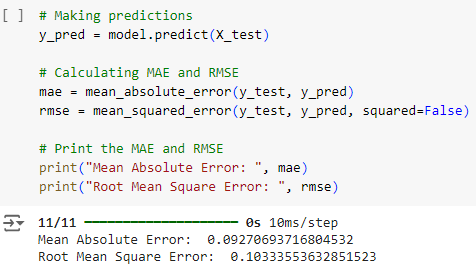 [ ] # Making predictions
y_pred = model.predict(X_test)
# Calculating MAE and RMSE
mae = mean_absolute_error(y_test, y_pred)
rmse = mean_squared_error(y_test, y_pred, squared=False)
# Print the MAE and RMSE
print("Mean Absolute Error: ", mae)
print("Root Mean Square Error: ", rmse)
11/11 ━━━━━━━━━━━━━━━━━━━━ 0s 10ms/step
Mean Absolute Error:  0.09270693716804532
Root Mean Square Error:  0.10333553632851523